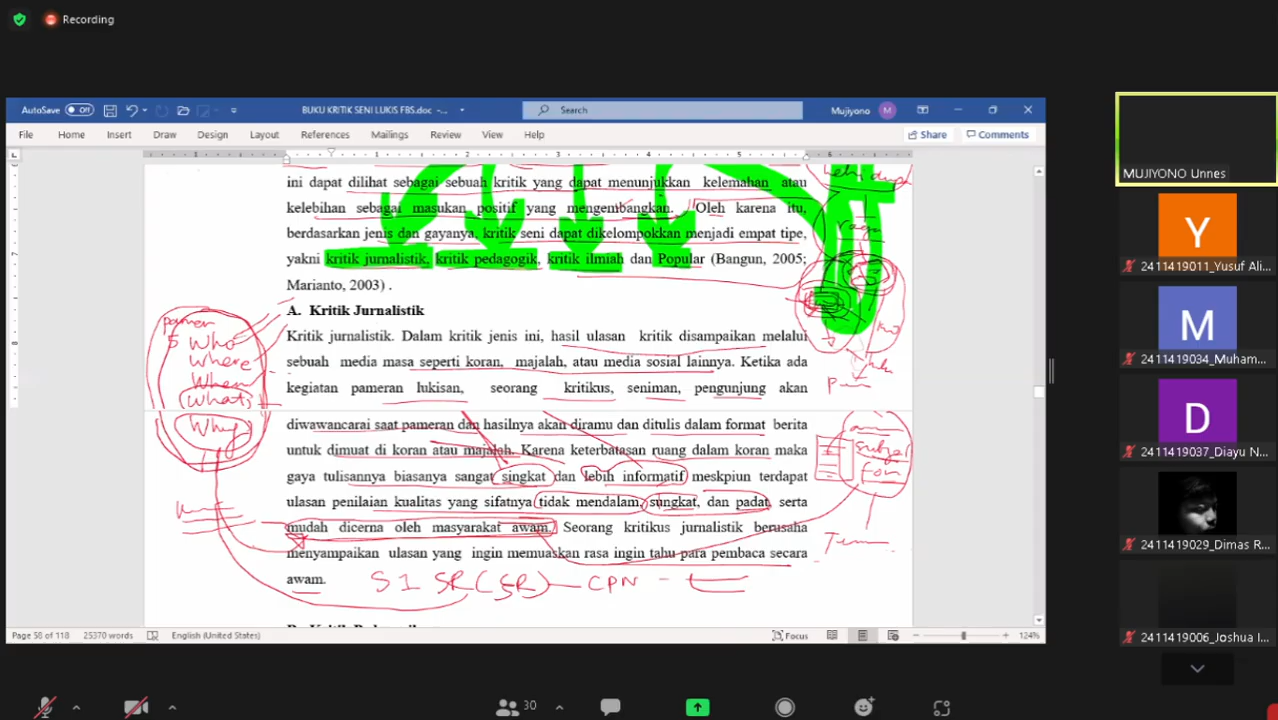 Recording
AutoSave Off BUKU KRITIK SENI LUKIS FBS.doc -... Search Mujiyono M
File Home Insert Draw Design Layout References Mailings Review View Help Share Comments
1 2 3 4 5 6
ini dapat dilihat sebagai sebuah kritik yang dapat menunjukkan kelemahan atau
kelebihan sebagai masukan positif yang mengembangkan. Oleh karena itu,
berdasarkan jenis dan gayanya, kritik seni dapat dikelompokkan menjadi empat tipe,
yakni kritik jurnalistik, kritik pedagogik, kritik ilmiah dan Popular (Bangun, 2005;
Marianto, 2003) .
A. Kritik Jurnalistik
Kritik jurnalistik. Dalam kritik jenis ini, hasil ulasan kritik disampaikan melalui
sebuah media masa seperti koran, majalah, atau media sosial lainnya. Ketika ada
kegiatan pameran lukisan, seorang kritikus, seniman, pengunjung akan
diwawancarai saat pameran dan hasilnya akan diramu dan ditulis dalam format berita
untuk dimuat di koran atau majalah. Karena keterbatasan ruang dalam koran maka
gaya tulisannya biasanya sangat singkat dan lebih informatif meskpiun terdapat
ulasan penilaian kualitas yang sifatnya tidak mendalam, sungkat, dan padat, serta
mudah dicerna oleh masyarakat awam. Seorang kritikus jurnalistik berusaha
menyampaikan ulasan yang ingin memuaskan rasa ingin tahu para pembaca secara
awam.
S1 SR (SR) - CPN -
pameran
5 Who
Where
When
Whats
Why
Page 58 of 118 25370 words English (United States) Focus 124%
MUJIYONO Unnes
Y
2411419011_Yusuf Ali...
M
2411419034_Muham...
D
2411419037_Diayu N...
2411419029_Dimas R...
2411419006_Joshua I...
30